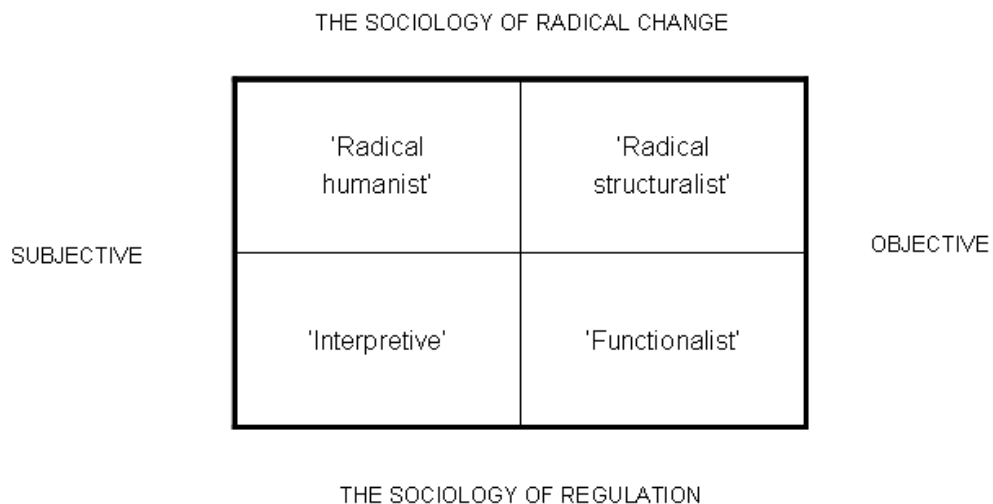 THE SOCIOLOGY OF RADICAL CHANGE
'Radical
humanist'
'Radical
structuralist'
SUBJECTIVE
OBJECTIVE
'Interpretive'
'Functionalist'
THE SOCIOLOGY OF REGULATION